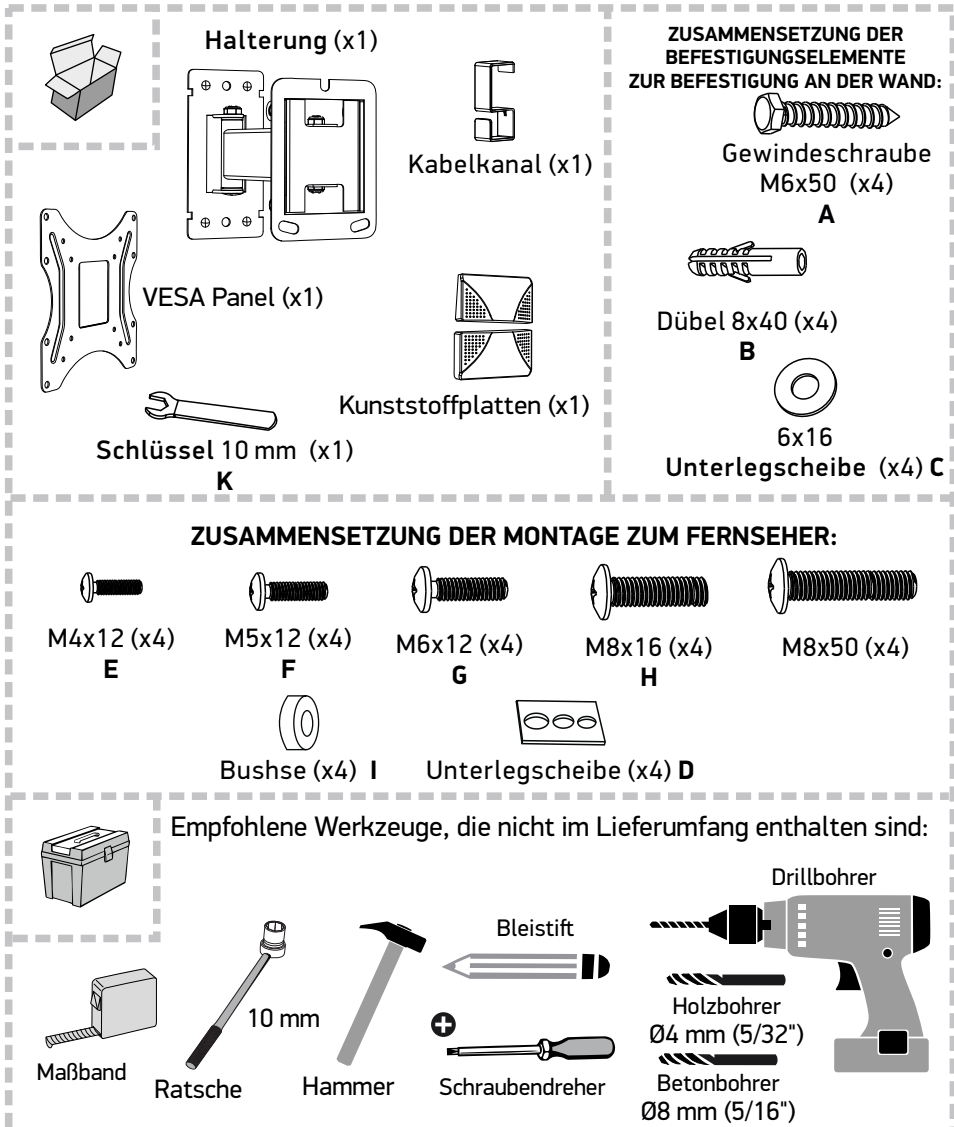 Halterung (x1)
Kabelkanal (x1)
VESA Panel (x1)
Kunststoffplatten (x1)
Schlüssel 10 mm (x1)
K
ZUSAMMENSETZUNG DER
BEFESTIGUNGSELEMENTE
ZUR BEFESTIGUNG AN DER WAND:
Gewindeschraube
M6x50 (x4)
A
Dübel 8x40 (x4)
B
6x16
Unterlegscheibe (x4) C
ZUSAMMENSETZUNG DER MONTAGE ZUM FERNSEHER:
M4x12 (x4)
E
M5x12 (x4)
F
M6x12 (x4)
G
M8x16 (x4)
H
M8x50 (x4)
Bushse (x4) I
Unterlegscheibe (x4) D
Empfohlene Werkzeuge, die nicht im Lieferumfang enthalten sind:
Maßband
10 mm
Ratsche
Hammer
Bleistift
Schraubendreher
Drillbohrer
Holzbohrer
Ø4 mm (5/32")
Betonbohrer
Ø8 mm (5/16")